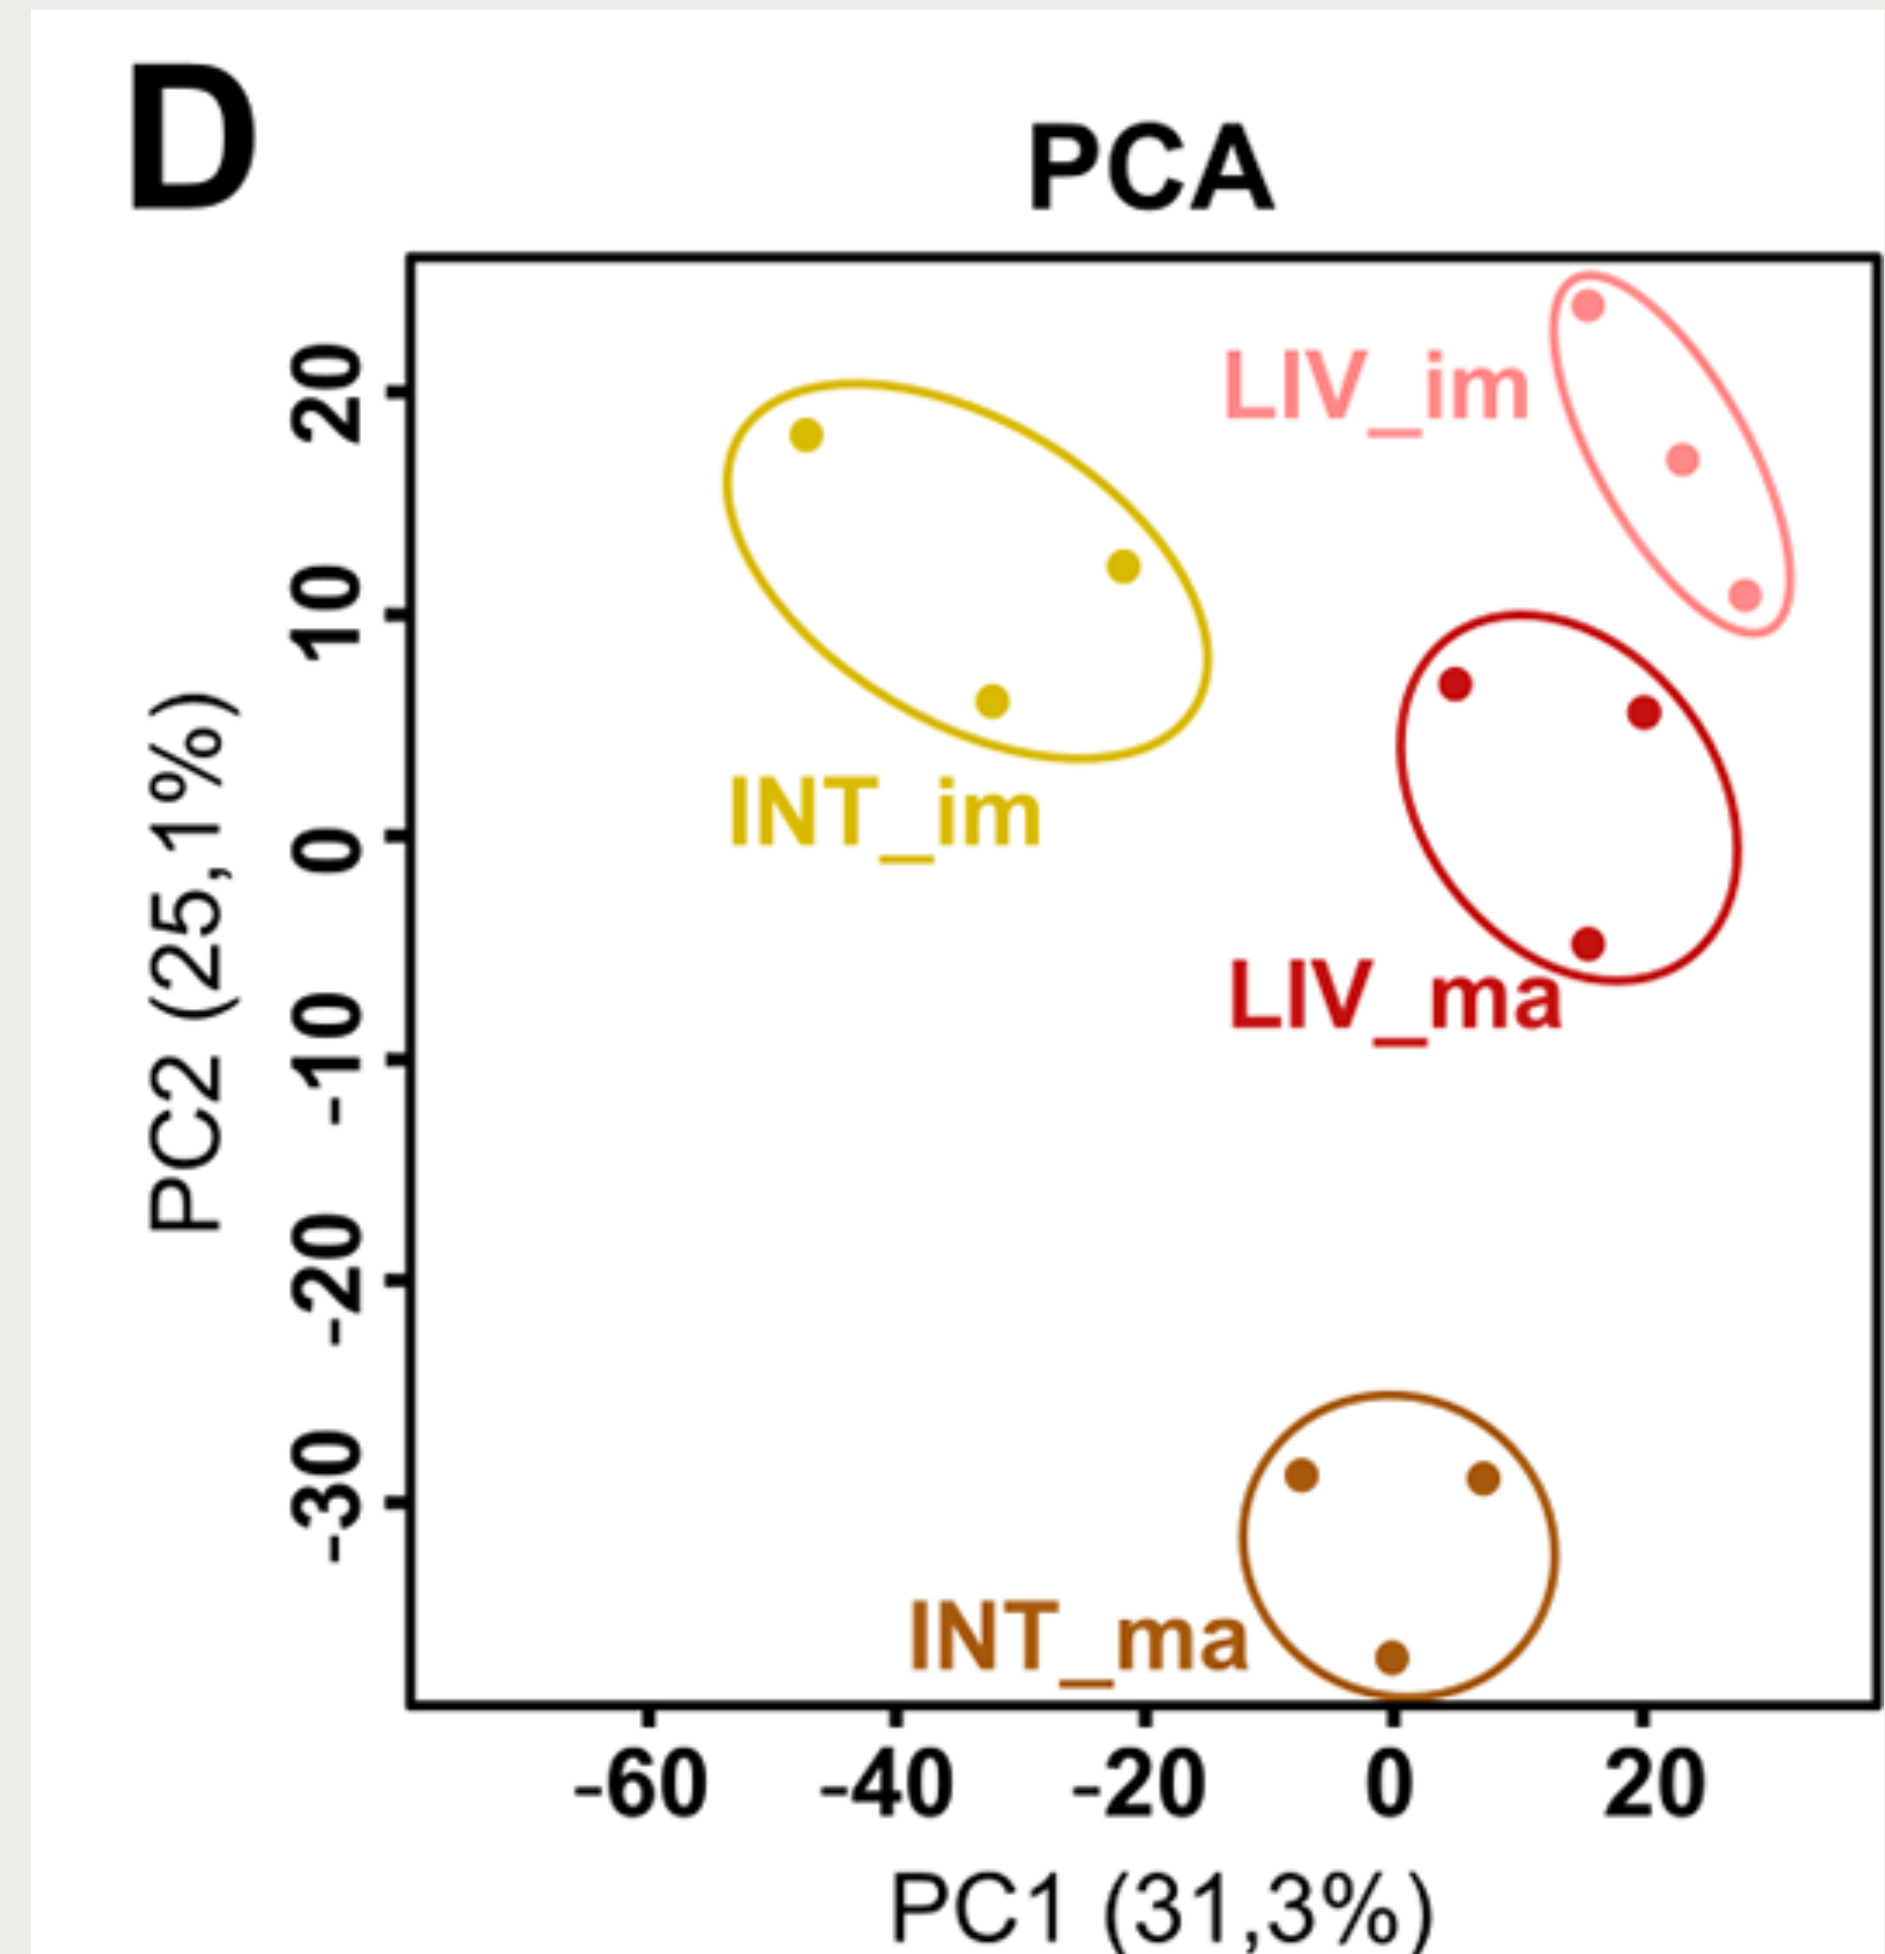 D
PCA
LIV_im
INT_im
LIV_ma
INT_ma
20
10
0
-10
-20
-30
PC2 (25,1%)
-60 -40 -20 0 20
PC1 (31,3%)